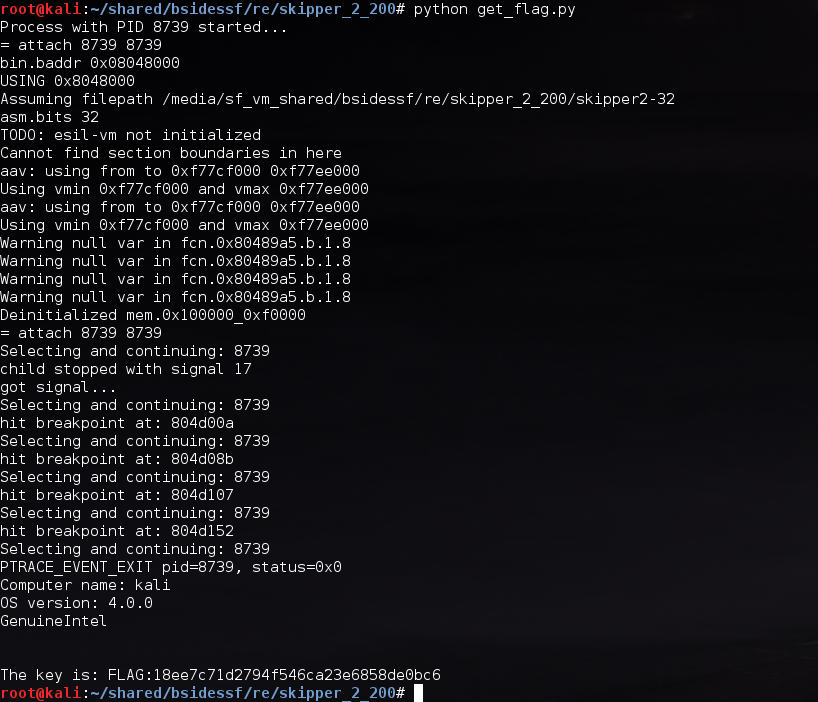 root@kali:~/shared/bsidessf/re/skipper_2_200# python get_flag.py
Process with PID 8739 started...
= attach 8739 8739
bin.baddr 0x08048000
USING 0x8048000
Assuming filepath /media/sf_vm_shared/bsidessf/re/skipper_2_200/skipper2-32
asm.bits 32
TODO: esil-vm not initialized
Cannot find section boundaries in here
aav: using from to 0xf77cf000 0xf77ee000
Using vmin 0xf77cf000 and vmax 0xf77ee000
aav: using from to 0xf77cf000 0xf77ee000
Using vmin 0xf77cf000 and vmax 0xf77ee000
Warning null var in fcn.0x80489a5.b.1.8
Warning null var in fcn.0x80489a5.b.1.8
Warning null var in fcn.0x80489a5.b.1.8
Warning null var in fcn.0x80489a5.b.1.8
Deinitialized mem.0x100000_0xf0000
= attach 8739 8739
Selecting and continuing: 8739
child stopped with signal 17
got signal...
Selecting and continuing: 8739
hit breakpoint at: 804d00a
Selecting and continuing: 8739
hit breakpoint at: 804d08b
Selecting and continuing: 8739
hit breakpoint at: 804d107
Selecting and continuing: 8739
hit breakpoint at: 804d152
Selecting and continuing: 8739
PTRACE_EVENT_EXIT pid=8739, status=0x0
Computer name: kali
OS version: 4.0.0
GenuineIntel
The key is: FLAG:18ee7c71d2794f546ca23e6858de0bc6
root@kali:~/shared/bsidessf/re/skipper_2_200#